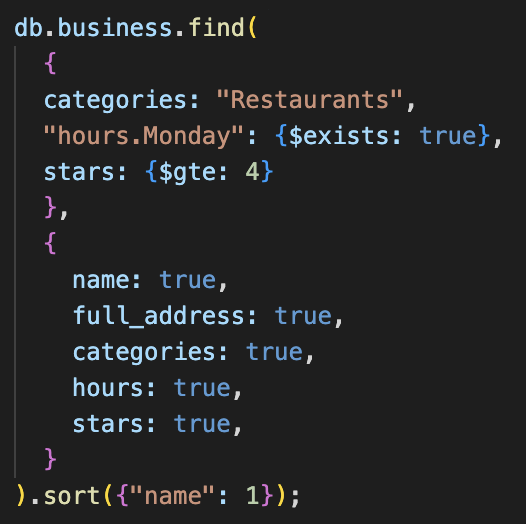 db.business.find(
{
categories: "Restaurants",
"hours.Monday": {$exists: true},
stars: {$gte: 4}
},
{
name: true,
full_address: true,
categories: true,
hours: true,
stars: true,
}
).sort({"name": 1});